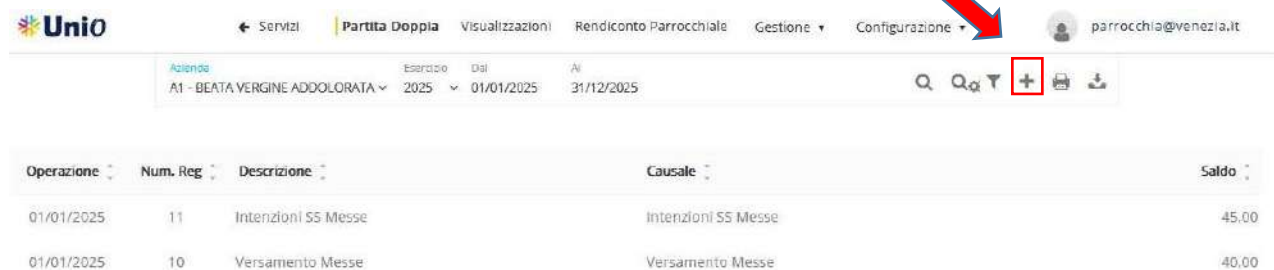 Unio ← Servizi Partita Doppia Visualizzazioni Rendiconto Parrocchiale Gestione ▾ Configurazione ▾ parrocchia@venezia.it
Azienda Esercizio Dal Al
A1 - BEATA VERGINE ADDOLORATA 2025 01/01/2025 31/12/2025
Operazione Num. Reg Descrizione Causale Saldo
01/01/2025 11 Intenzioni SS Messe Intenzioni SS Messe 45,00
01/01/2025 10 Versamento Messe Versamento Messe 40,00